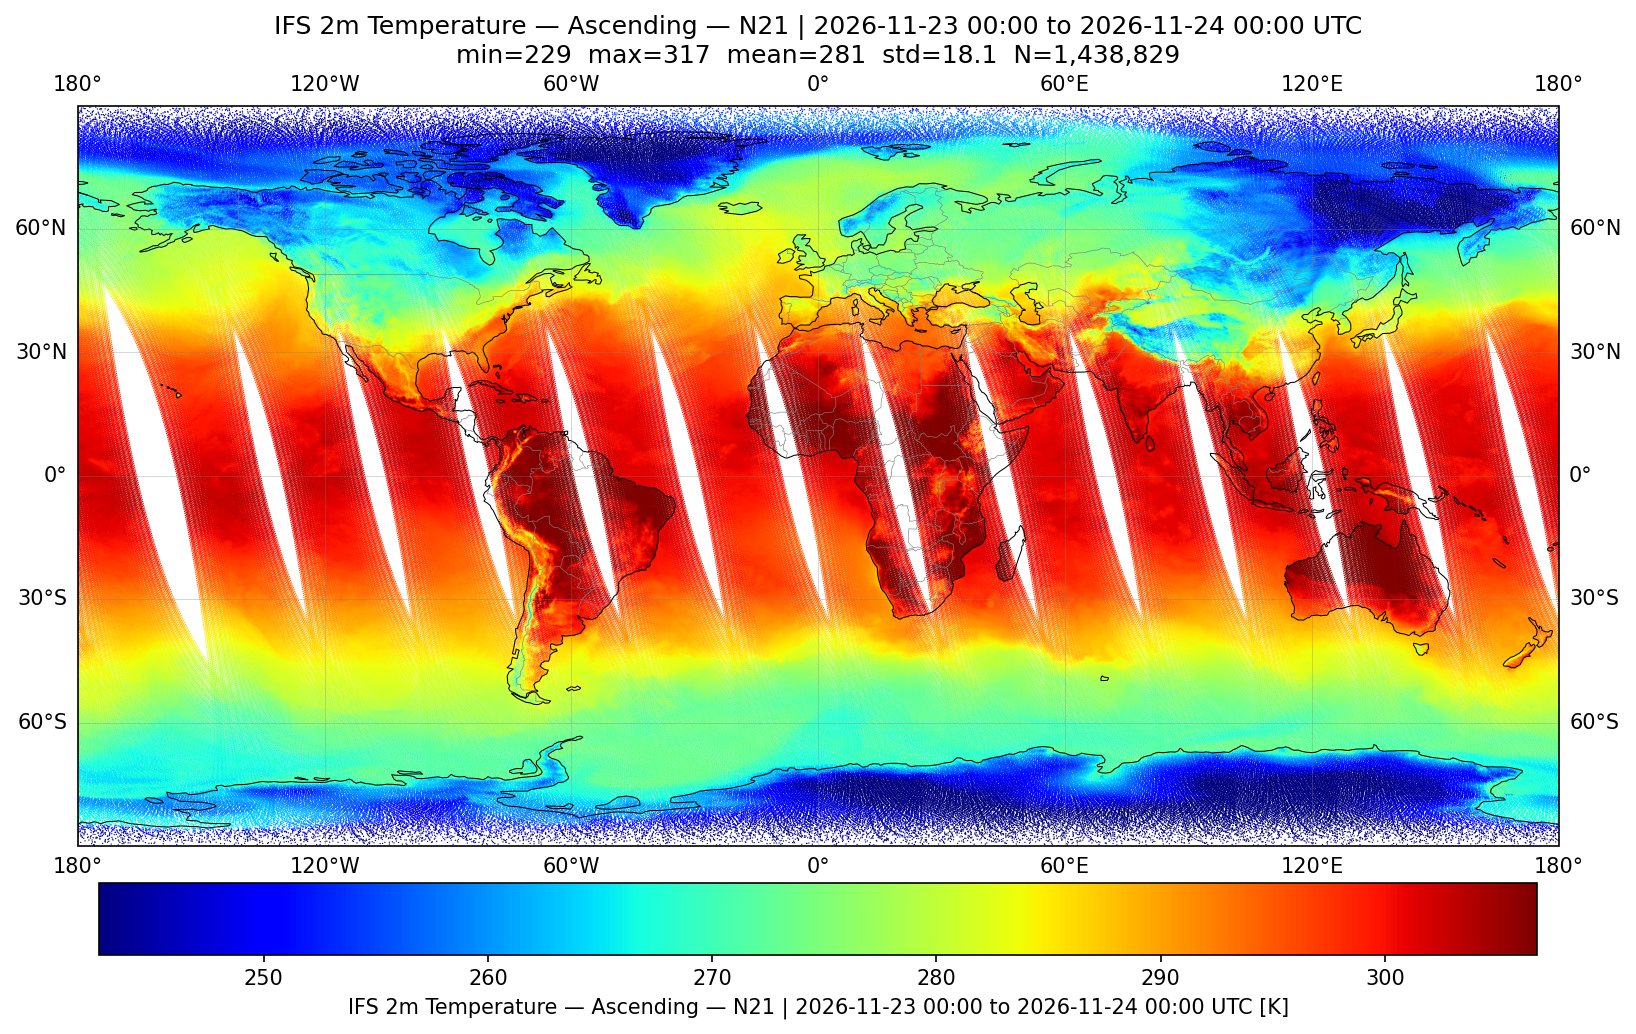 IFS 2m Temperature — Ascending — N21 | 2026-11-23 00:00 to 2026-11-24 00:00 UTC
min=229 max=317 mean=281 std=18.1 N=1,438,829
180° 120°W 60°W 0° 60°E 120°E 180°
60°N 60°N
30°N 30°N
0° 0°
30°S 30°S
60°S 60°S
180° 120°W 60°W 0° 60°E 120°E 180°
250 260 270 280 290 300
IFS 2m Temperature — Ascending — N21 | 2026-11-23 00:00 to 2026-11-24 00:00 UTC [K]